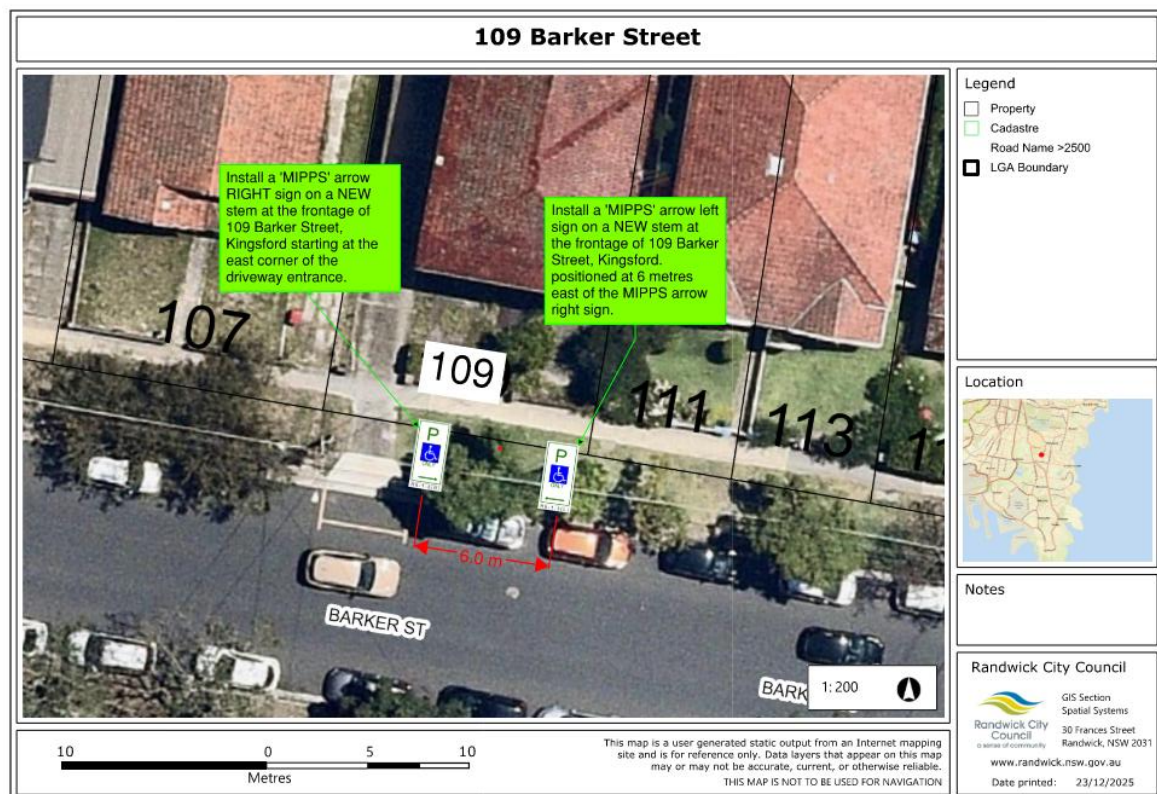 109 Barker Street
Install a 'MIPPS' arrow
RIGHT sign on a NEW
stem at the frontage of
109 Barker Street,
Kingsford starting at the
east corner of the
driveway entrance.
Install a 'MIPPS' arrow left
sign on a NEW stem at
the frontage of 109 Barker
Street, Kingsford.
positioned at 6 metres
east of the MIPPS arrow
right sign.
107
109
111
113
11
P
ONLY
P
ONLY
6.0 m
BARKER ST
BARK
1: 200
Legend
Property
Cadastre
Road Name >2500
LGA Boundary
Location
Notes
Randwick City Council
Randwick City
Council
a sense of community
GIS Section
Spatial Systems
30 Frances Street
Randwick, NSW 2031
www.randwick.nsw.gov.au
Date printed: 23/12/2025
10 0 5 10
Metres
This map is a user generated static output from an Internet mapping
site and is for reference only. Data layers that appear on this map
may or may not be accurate, current, or otherwise reliable.
THIS MAP IS NOT TO BE USED FOR NAVIGATION